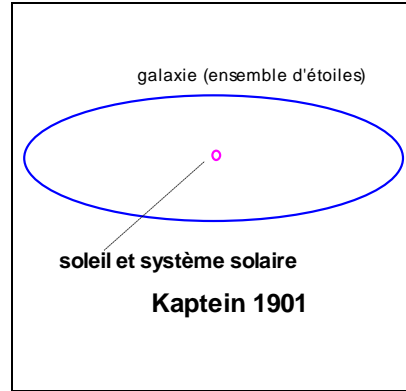 galaxie (ensemble d'étoiles)
soleil et système solaire
Kaptein 1901